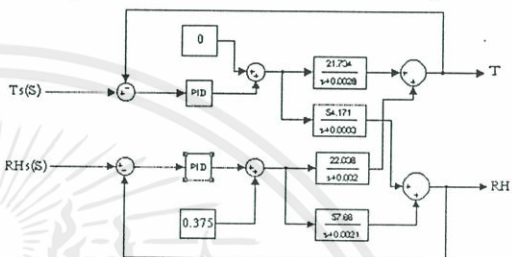 0
21.704
s+0.0028
T
Ts(S)
PID
54.171
s+0.0003
22.008
s+0.002
RHs(S)
PID
RH
0.375
57.68
s+0.0021